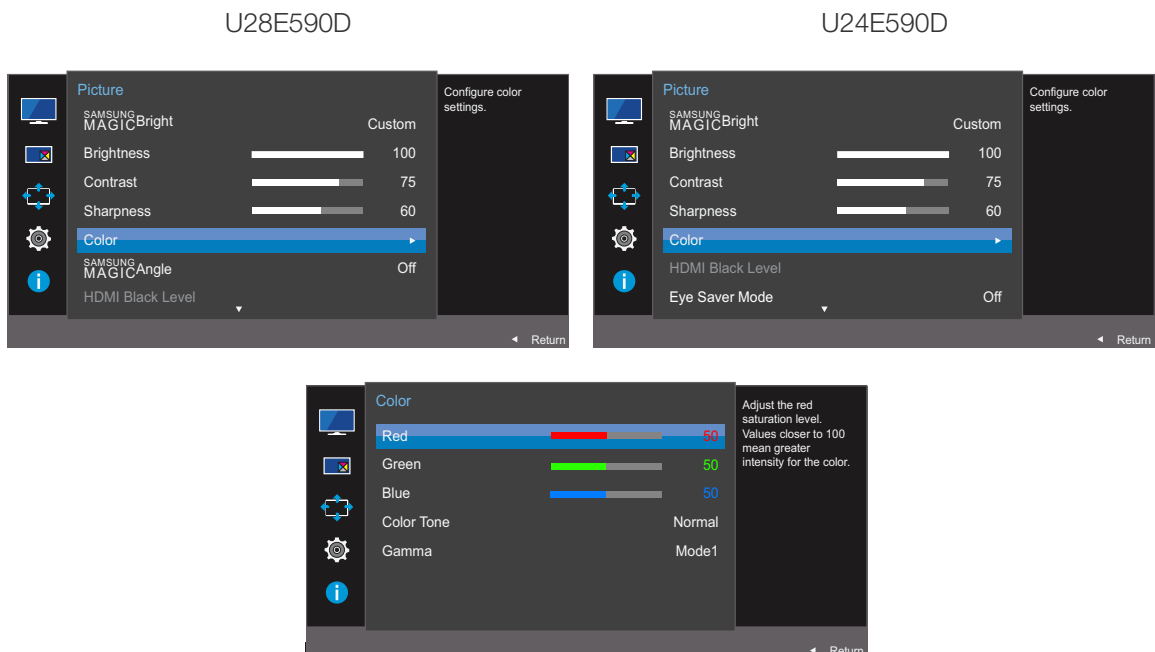 U28E590D
U24E590D
Picture
SAMSUNG
MAGIC Bright Custom
Brightness 100
Contrast 75
Sharpness 60
Color
SAMSUNG
MAGIC Angle Off
HDMI Black Level
Configure color
settings.
Return
Picture
SAMSUNG
MAGIC Bright Custom
Brightness 100
Contrast 75
Sharpness 60
Color
HDMI Black Level
Eye Saver Mode Off
Configure color
settings.
Return
Color
Red 50
Green 50
Blue 50
Color Tone Normal
Gamma Mode1
Adjust the red
saturation level.
Values closer to 100
mean greater
intensity for the color.
Return